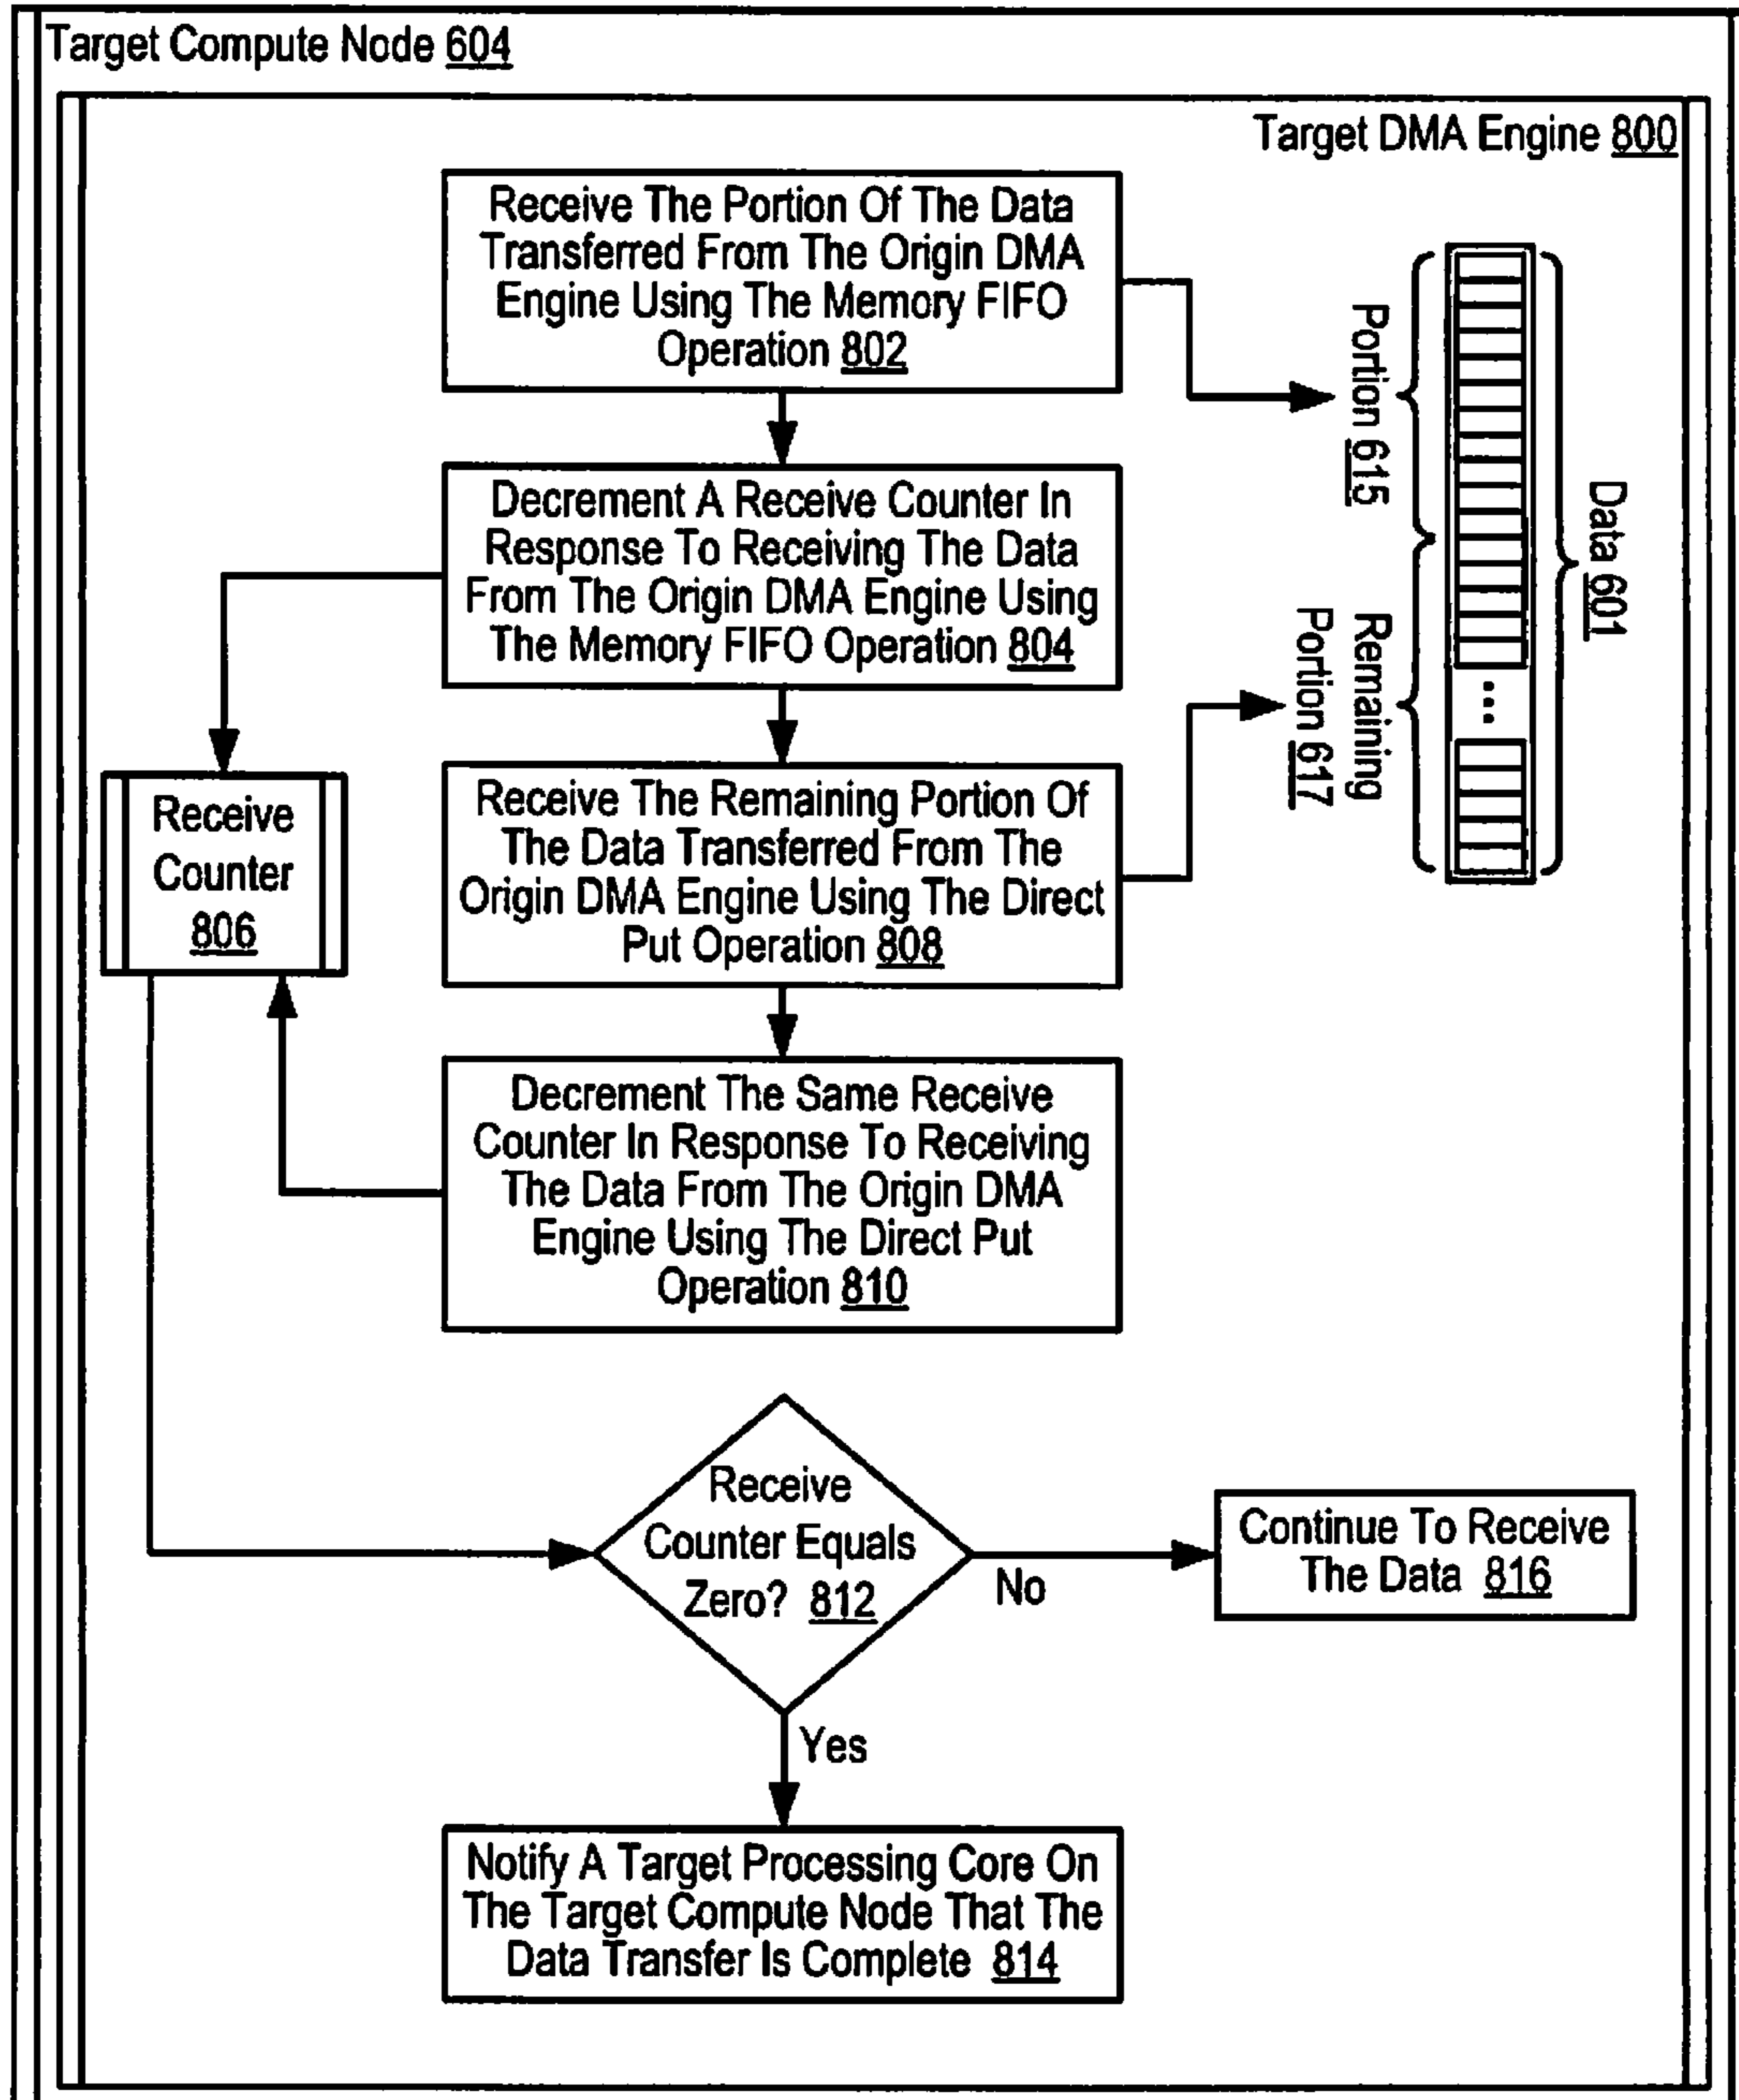 Target Compute Node 604
Target DMA Engine 800
Receive The Portion Of The Data
Transferred From The Origin DMA
Engine Using The Memory FIFO
Operation 802
Portion 615
Data 601
Decrement A Receive Counter In
Response To Receiving The Data
From The Origin DMA Engine Using
The Memory FIFO Operation 804
Remaining
Portion 617
...
Receive
Counter
806
Receive The Remaining Portion Of
The Data Transferred From The
Origin DMA Engine Using The Direct
Put Operation 808
Decrement The Same Receive
Counter In Response To Receiving
The Data From The Origin DMA
Engine Using The Direct Put
Operation 810
Receive
Counter Equals
Zero? 812
No
Continue To Receive
The Data 816
Yes
Notify A Target Processing Core On
The Target Compute Node That The
Data Transfer Is Complete 814